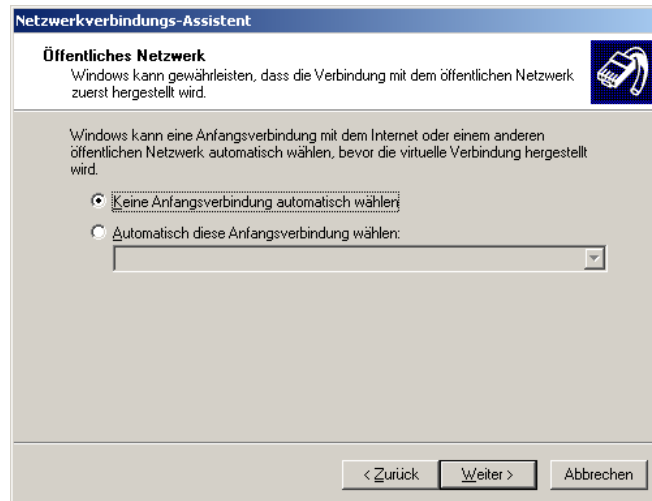 Netzwerkverbindungs-Assistent
Öffentliches Netzwerk
Windows kann gewährleisten, dass die Verbindung mit dem öffentlichen Netzwerk
zuerst hergestellt wird.
Windows kann eine Anfangsverbindung mit dem Internet oder einem anderen
öffentlichen Netzwerk automatisch wählen, bevor die virtuelle Verbindung hergestellt
wird.
Keine Anfangsverbindung automatisch wählen
Automatisch diese Anfangsverbindung wählen:
< Zurück Weiter > Abbrechen